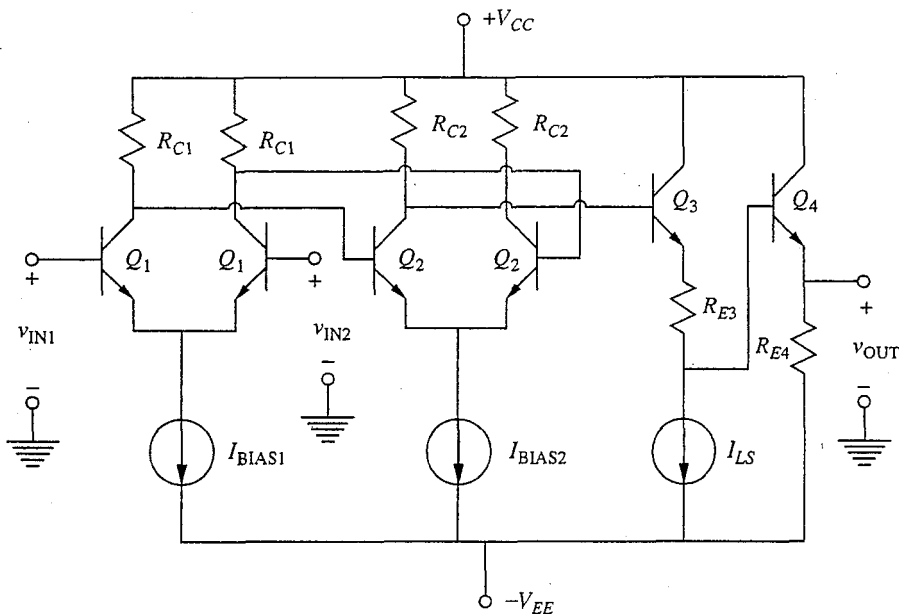 +V_CC
R_C1
R_C1
R_C2
R_C2
Q_1
Q_1
Q_2
Q_2
Q_3
Q_4
+
+
v_IN1
v_IN2
R_E3
R_E4
+
v_OUT
−
−
−
I_BIAS1
I_BIAS2
I_LS
−V_EE